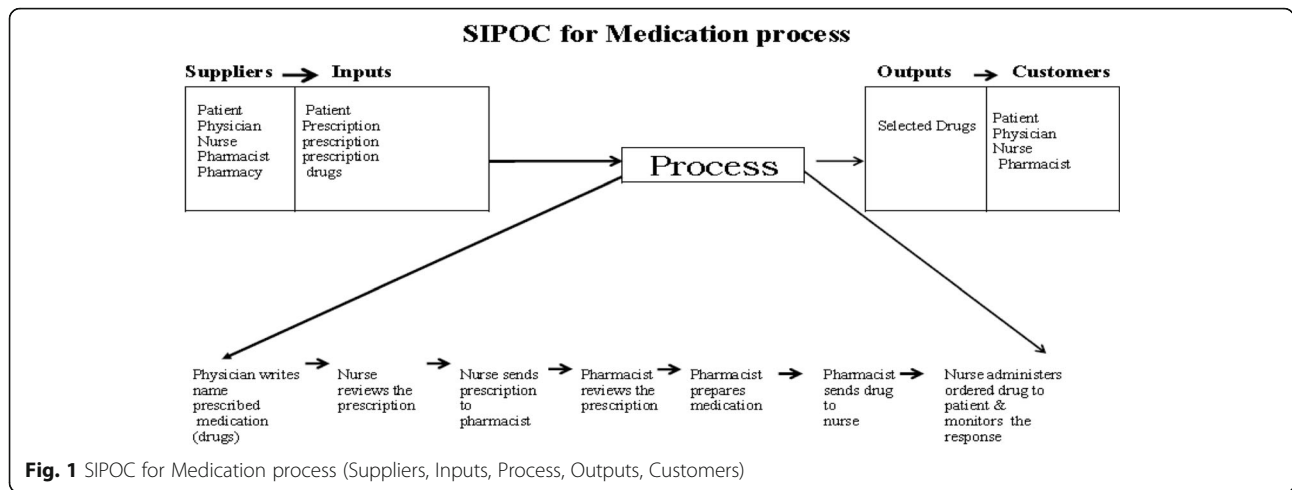 SIPOC for Medication process
Suppliers Inputs
Patient
Physician
Nurse
Pharmacist
Pharmacy
Patient
Prescription
prescription
prescription
drugs
Process
Outputs Customers
Selected Drugs
Patient
Physician
Nurse
Pharmacist
Physician writes
name
prescribed
medication
(drugs)
Nurse
reviews the
prescription
Nurse sends
prescription
to
pharmacist
Pharmacist
reviews the
prescription
Pharmacist
prepares
medication
Pharmacist
sends drug
to
nurse
Nurse administers
ordered drug to
patient &
monitors the
response
Fig. 1 SIPOC for Medication process (Suppliers, Inputs, Process, Outputs, Customers)